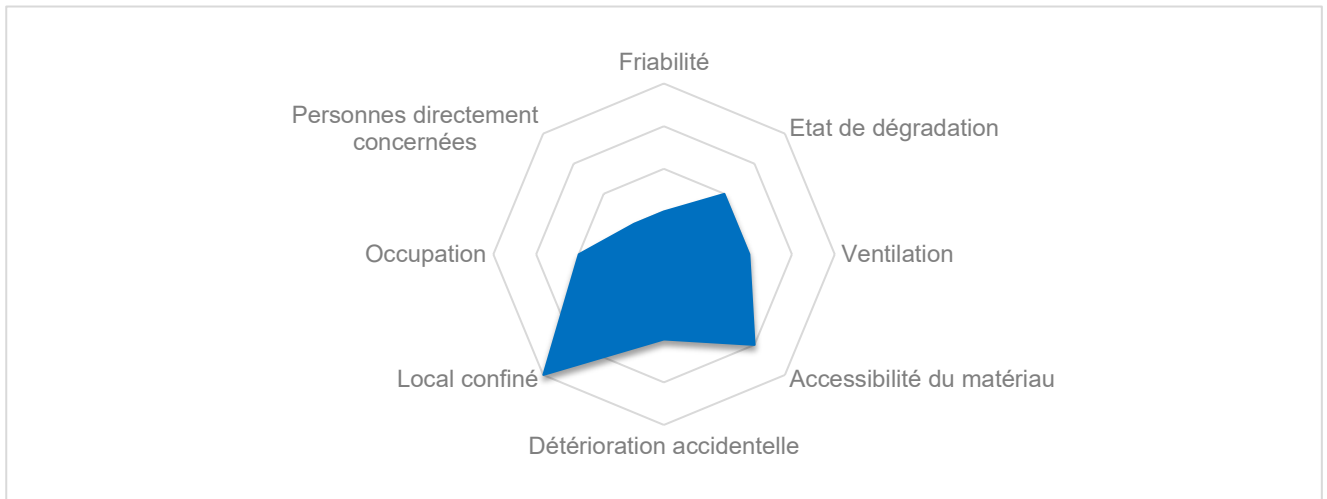 Friabilité
Personnes directement
concernées
Etat de dégradation
Occupation
Ventilation
Local confiné
Accessibilité du matériau
Détérioration accidentelle